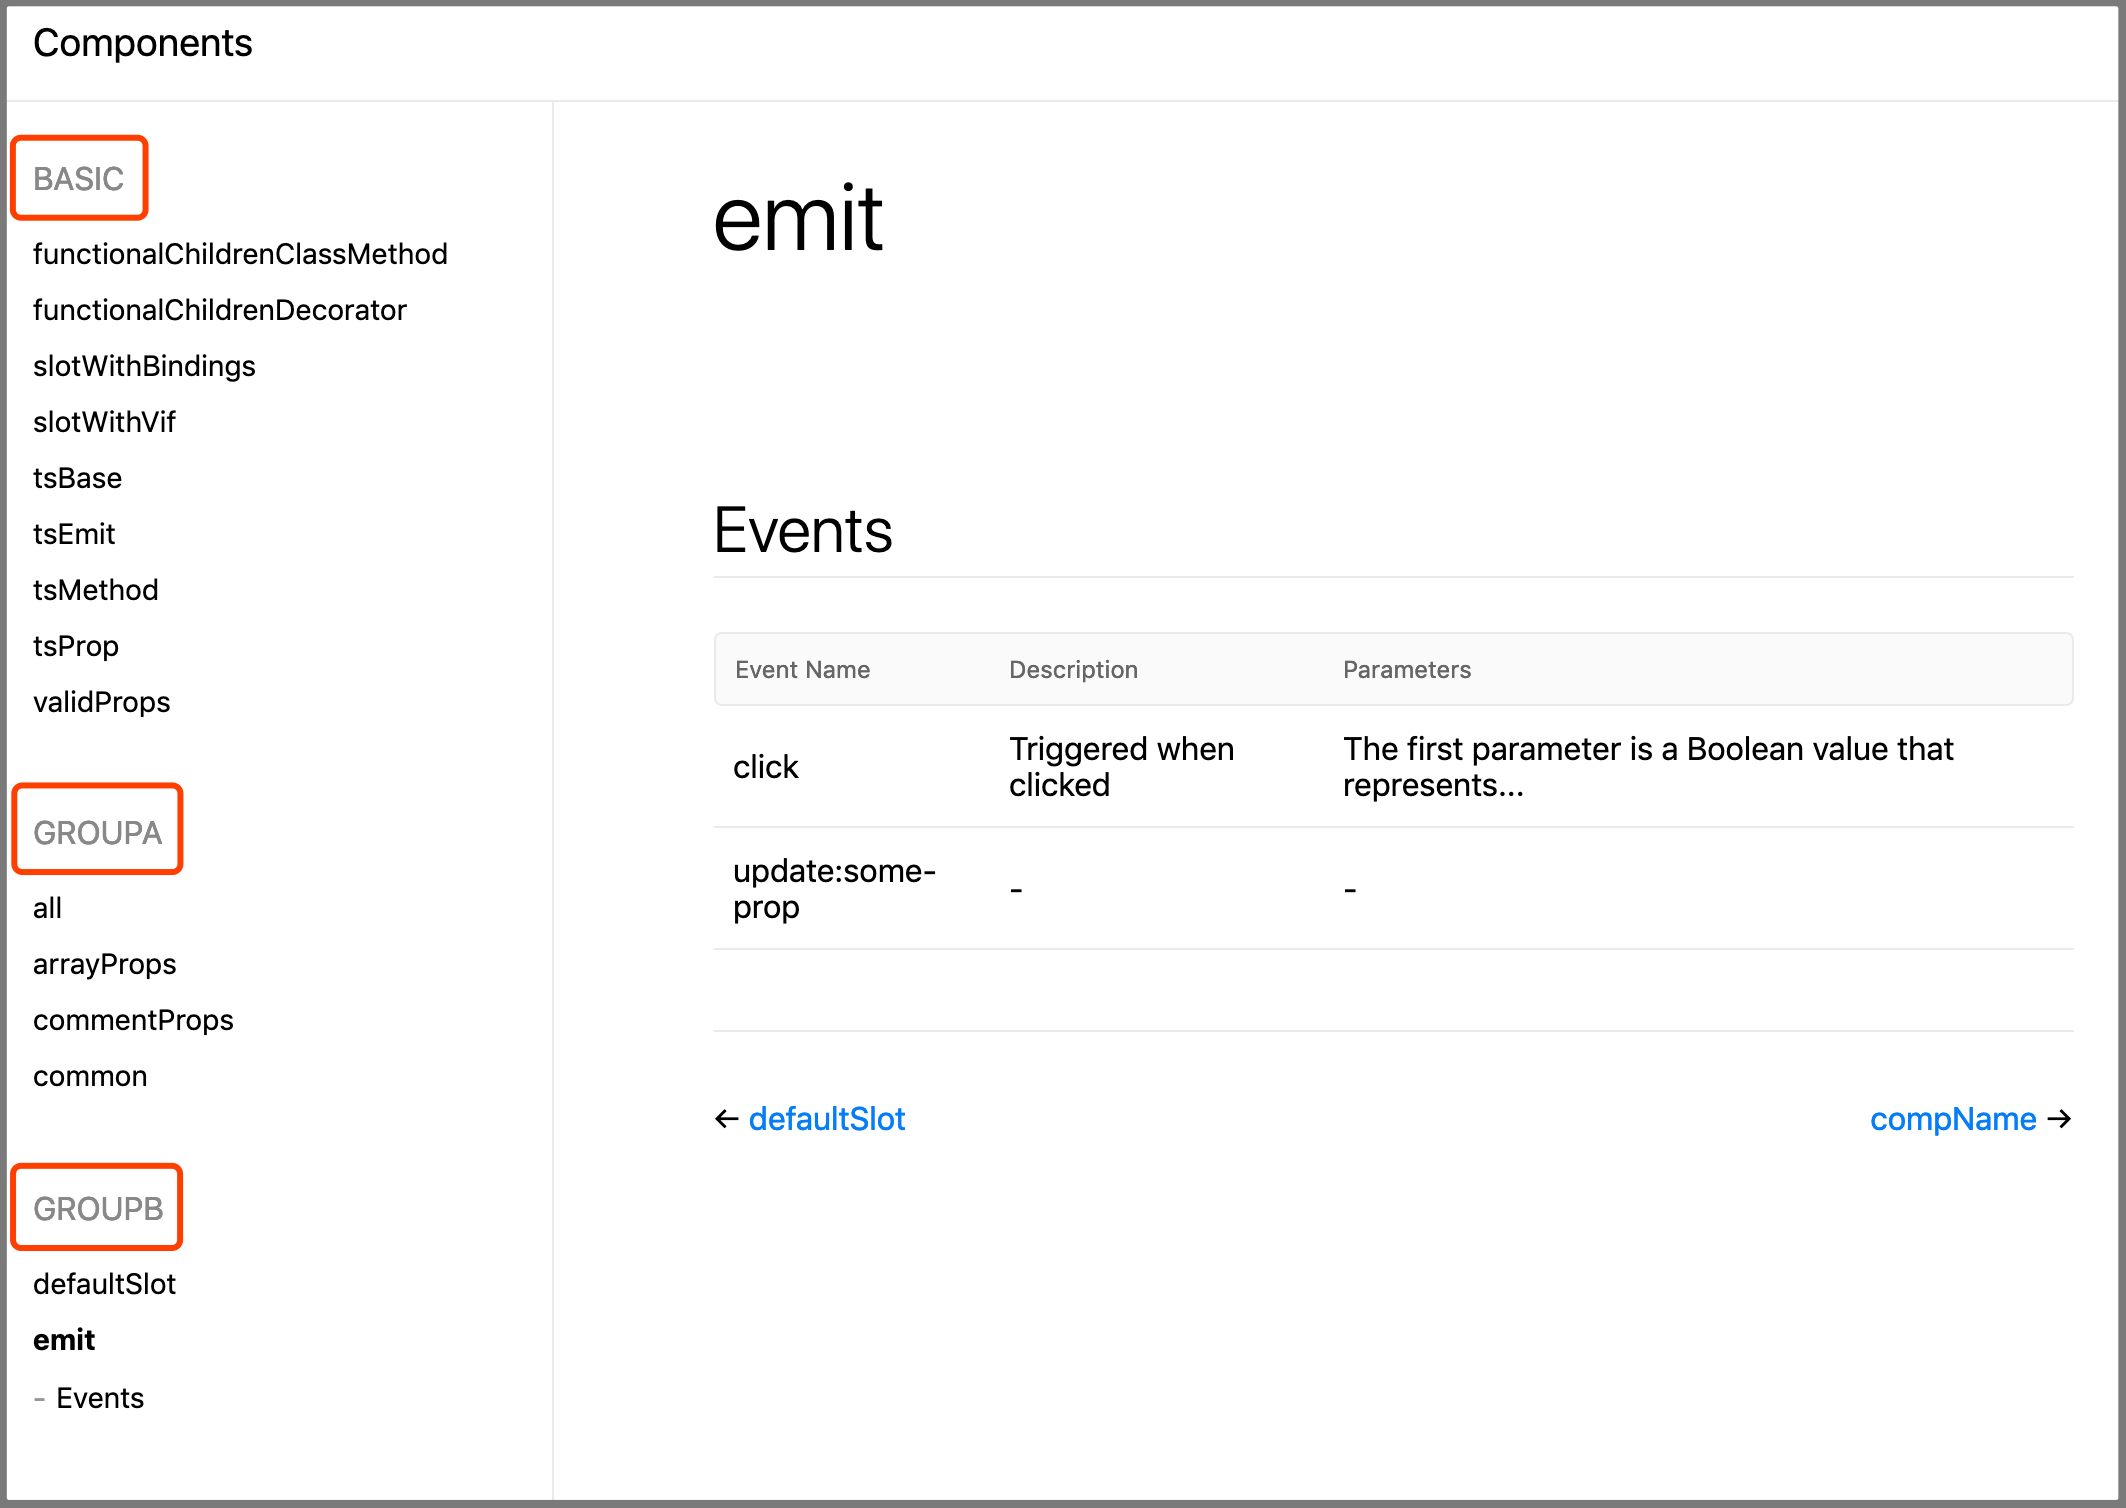 Components
BASIC
functionalChildrenClassMethod
functionalChildrenDecorator
slotWithBindings
slotWithVif
tsBase
tsEmit
tsMethod
tsProp
validProps
GROUPA
all
arrayProps
commentProps
common
GROUPB
defaultSlot
emit
- Events
emit
Events
Event Name Description Parameters
click
Triggered when
clicked
The first parameter is a Boolean value that
represents...
update:some-
prop
-
-
← defaultSlot
compName →